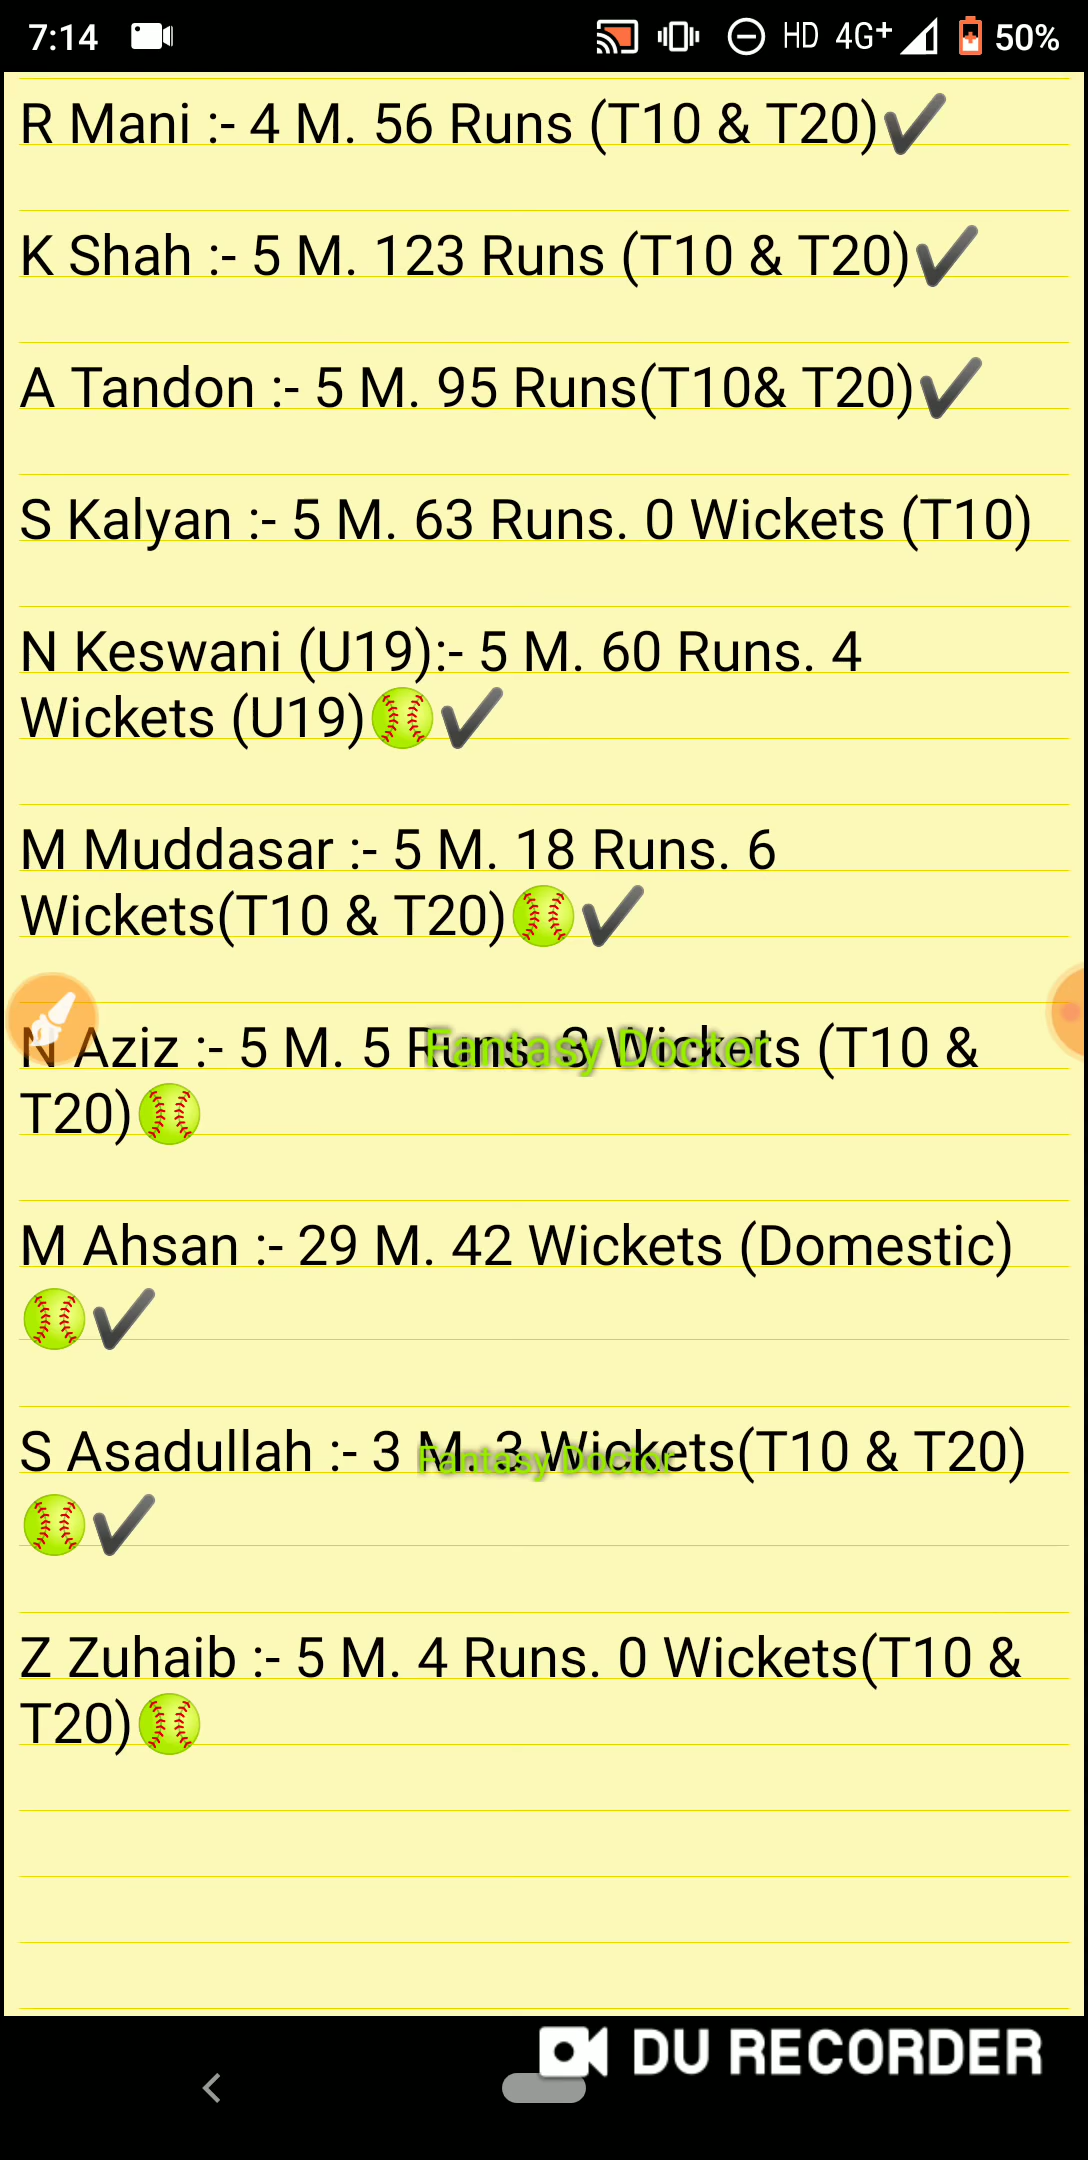 7:14 HD 4G+ 50%
R Mani :- 4 M. 56 Runs (T10 & T20)✔
K Shah :- 5 M. 123 Runs (T10 & T20)✔
A Tandon :- 5 M. 95 Runs(T10& T20)✔
S Kalyan :- 5 M. 63 Runs. 0 Wickets (T10)
N Keswani (U19):- 5 M. 60 Runs. 4
Wickets (U19)🥎✔
M Muddasar :- 5 M. 18 Runs. 6
Wickets(T10 & T20)🥎✔
N Aziz :- 5 M. 5 Runs. Wickets (T10 &
Fantasy Doctor
T20)🥎
M Ahsan :- 29 M. 42 Wickets (Domestic)
🥎✔
S Asadullah :- 3 M. 3 Wickets(T10 & T20)
Fantasy Doctor
🥎✔
Z Zuhaib :- 5 M. 4 Runs. 0 Wickets(T10 &
T20)🥎
DU RECORDER